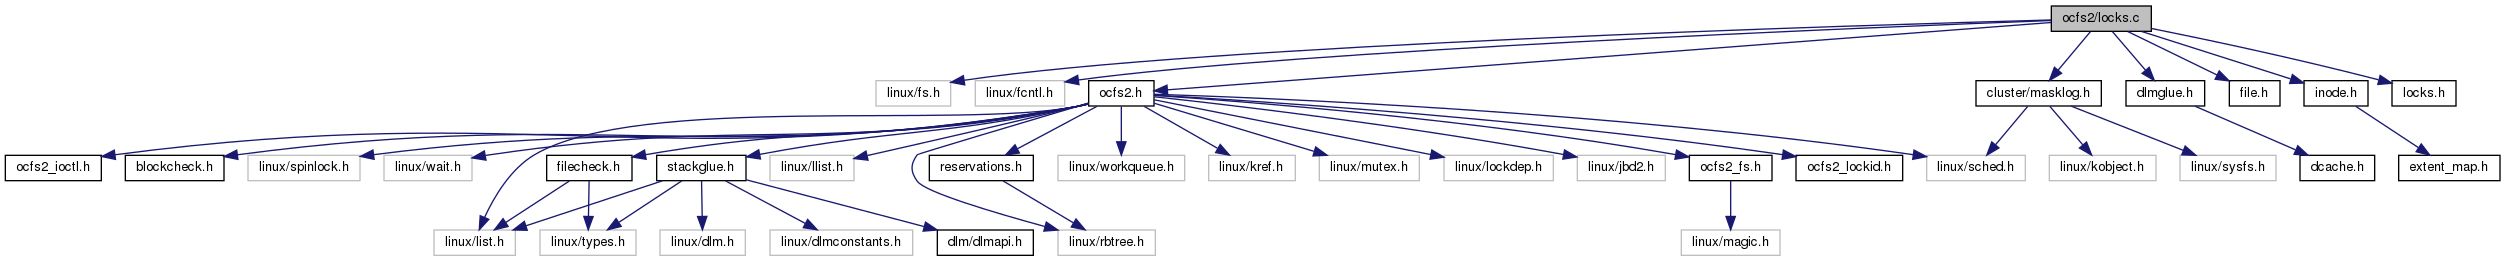 ocfs2/locks.c
linux/fs.h
linux/fcntl.h
ocfs2.h
cluster/masklog.h
dlmglue.h
file.h
inode.h
locks.h
ocfs2_ioctl.h
blockcheck.h
linux/spinlock.h
linux/wait.h
filecheck.h
stackglue.h
linux/llist.h
reservations.h
linux/workqueue.h
linux/kref.h
linux/mutex.h
linux/lockdep.h
linux/jbd2.h
ocfs2_fs.h
ocfs2_lockid.h
linux/sched.h
linux/kobject.h
linux/sysfs.h
dcache.h
extent_map.h
linux/list.h
linux/types.h
linux/dlm.h
linux/dlmconstants.h
dlm/dlmapi.h
linux/rbtree.h
linux/magic.h